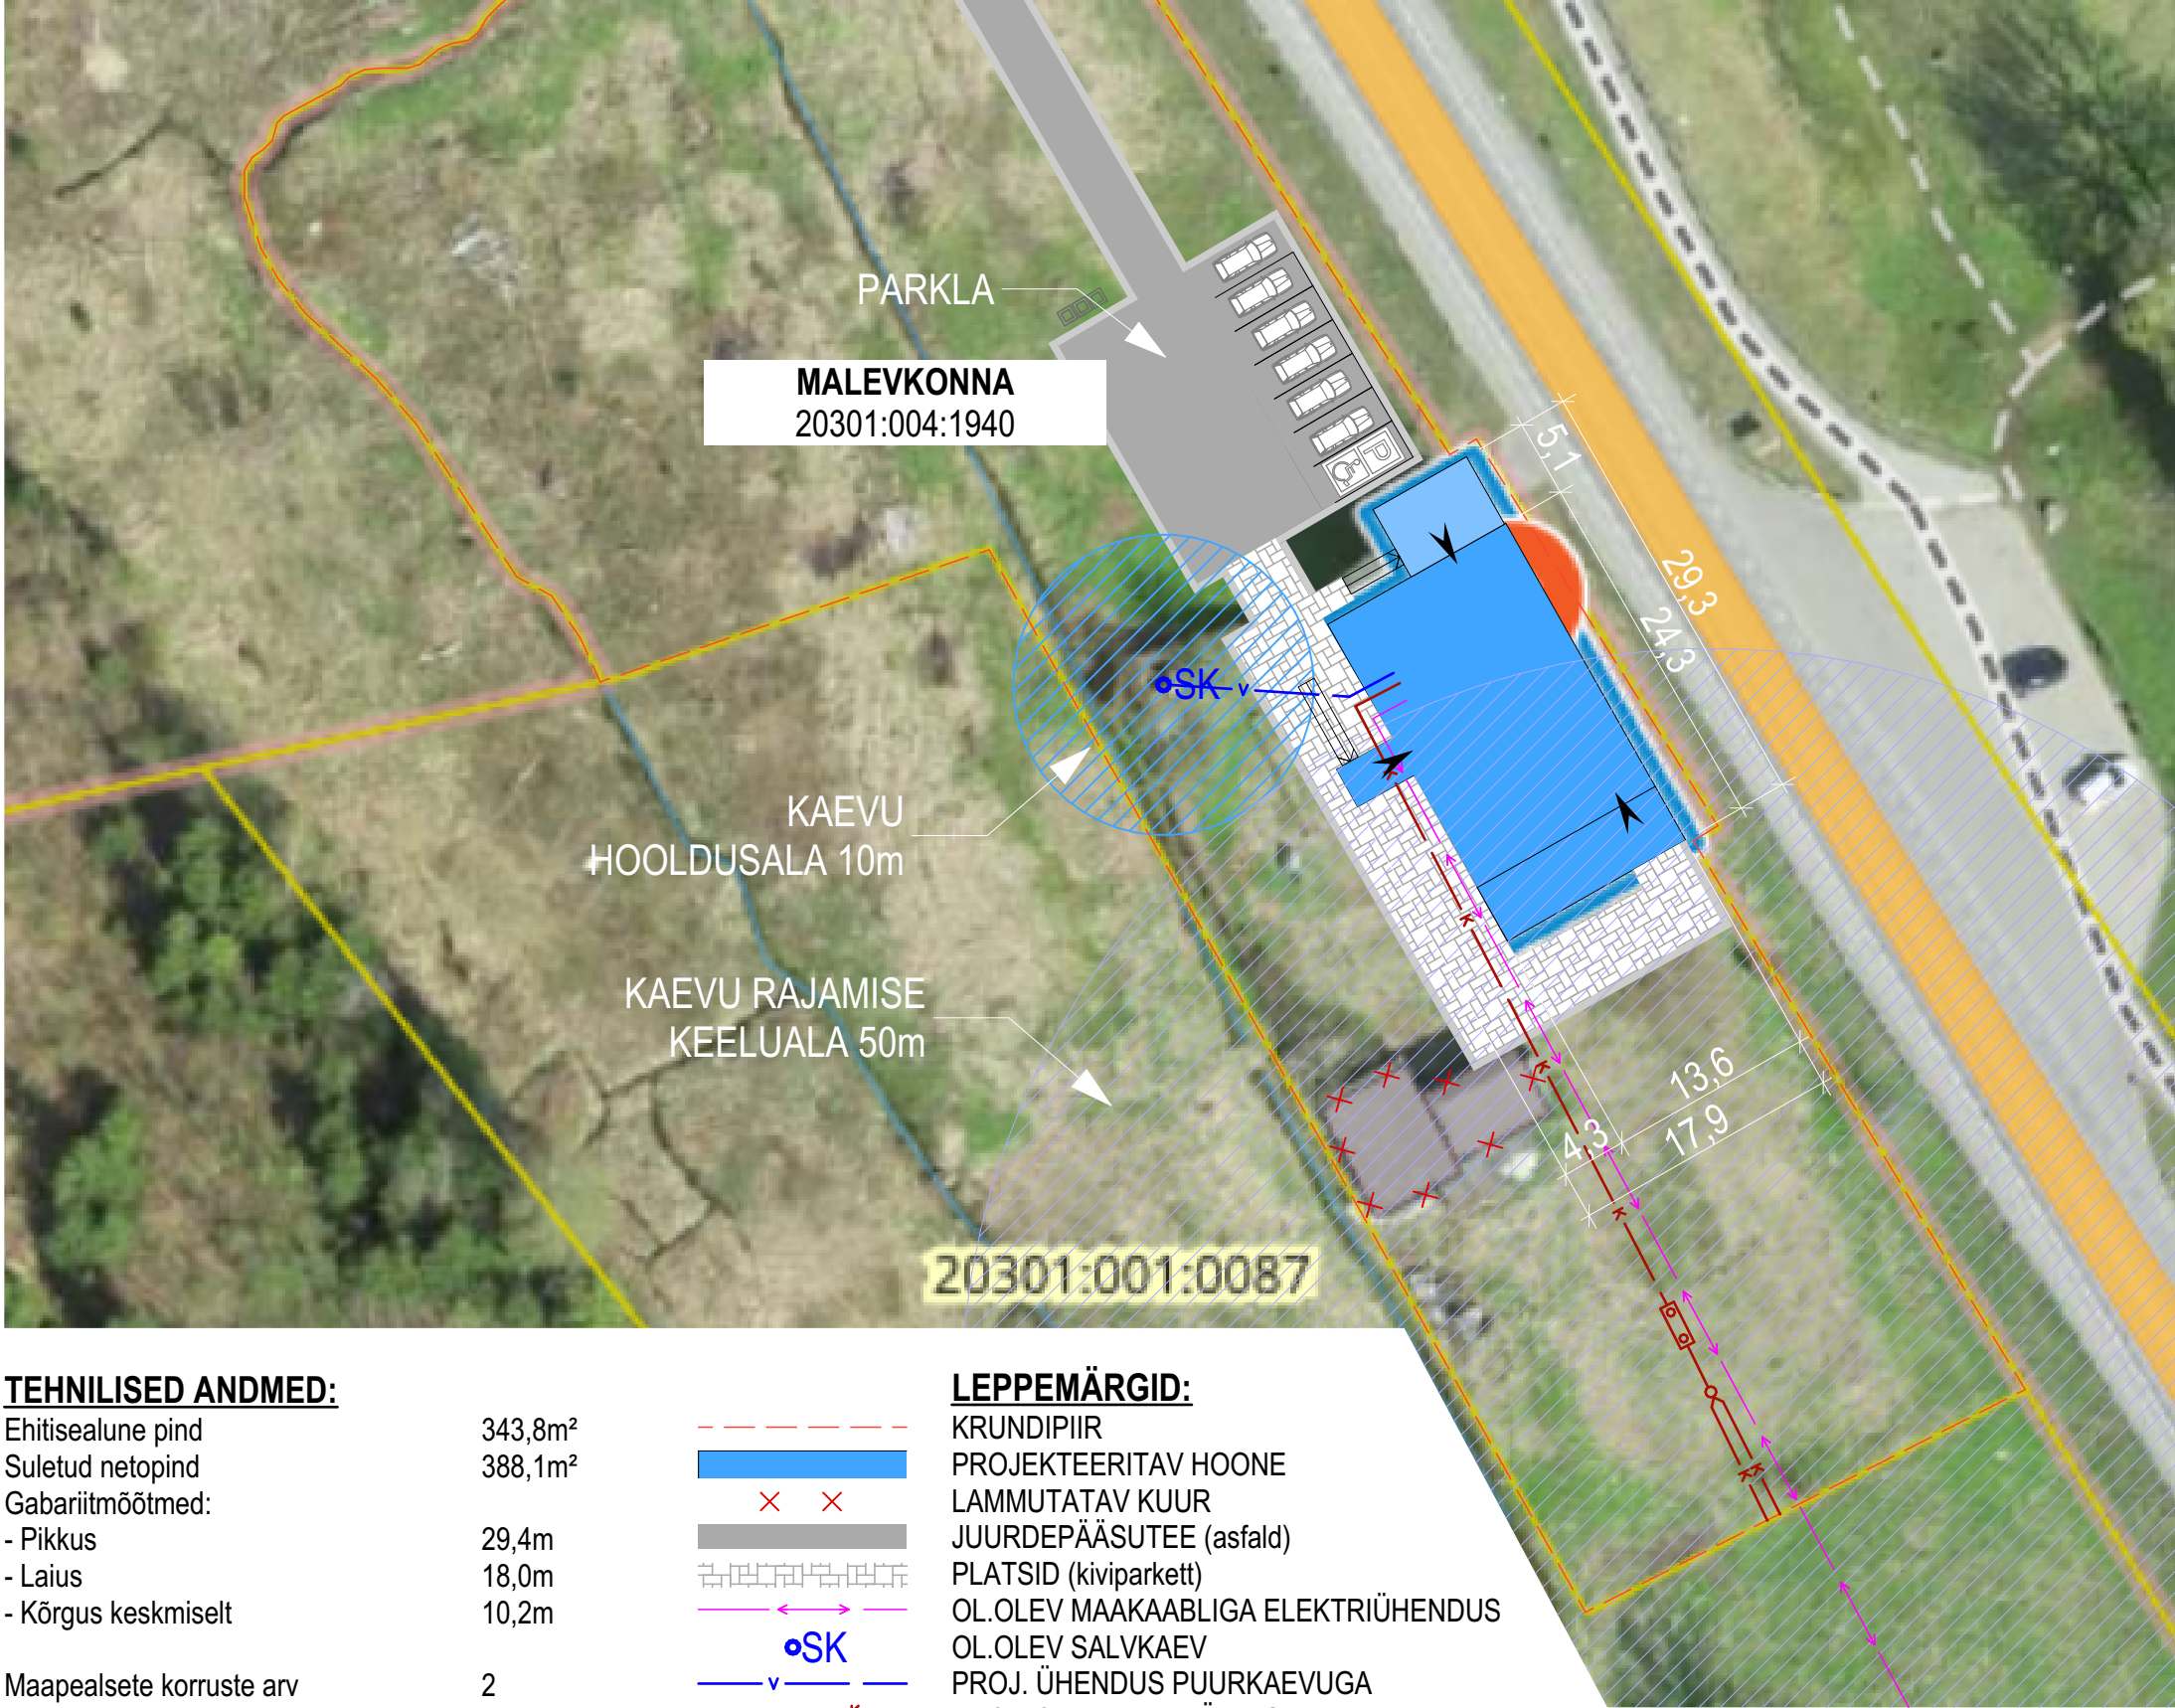 PARKLA
MALEVKONNA
20301:004:1940
5,1
29,3
24,3
SK
v
KAEVU
HOOLDUSALA 10m
KAEVU RAJAMISE
KEELUALA 50m
13,6
4,3
17,9
20301:001:0087
TEHNILISED ANDMED:
Ehitisealune pind 343,8m²
Suletud netopind 388,1m²
Gabariitmõõtmed:
- Pikkus 29,4m
- Laius 18,0m
- Kõrgus keskmiselt 10,2m
Maapealsete korruste arv 2
LEPPEMÄRGID:
KRUNDIPIIR
PROJEKTEERITAV HOONE
LAMMUTATAV KUUR
JUURDEPÄÄSUTEE (asfald)
PLATSID (kiviparkett)
OL.OLEV MAAKAABLIGA ELEKTRIÜHENDUS
SK OL.OLEV SALVKAEV
v PROJ. ÜHENDUS PUURKAEVUGA